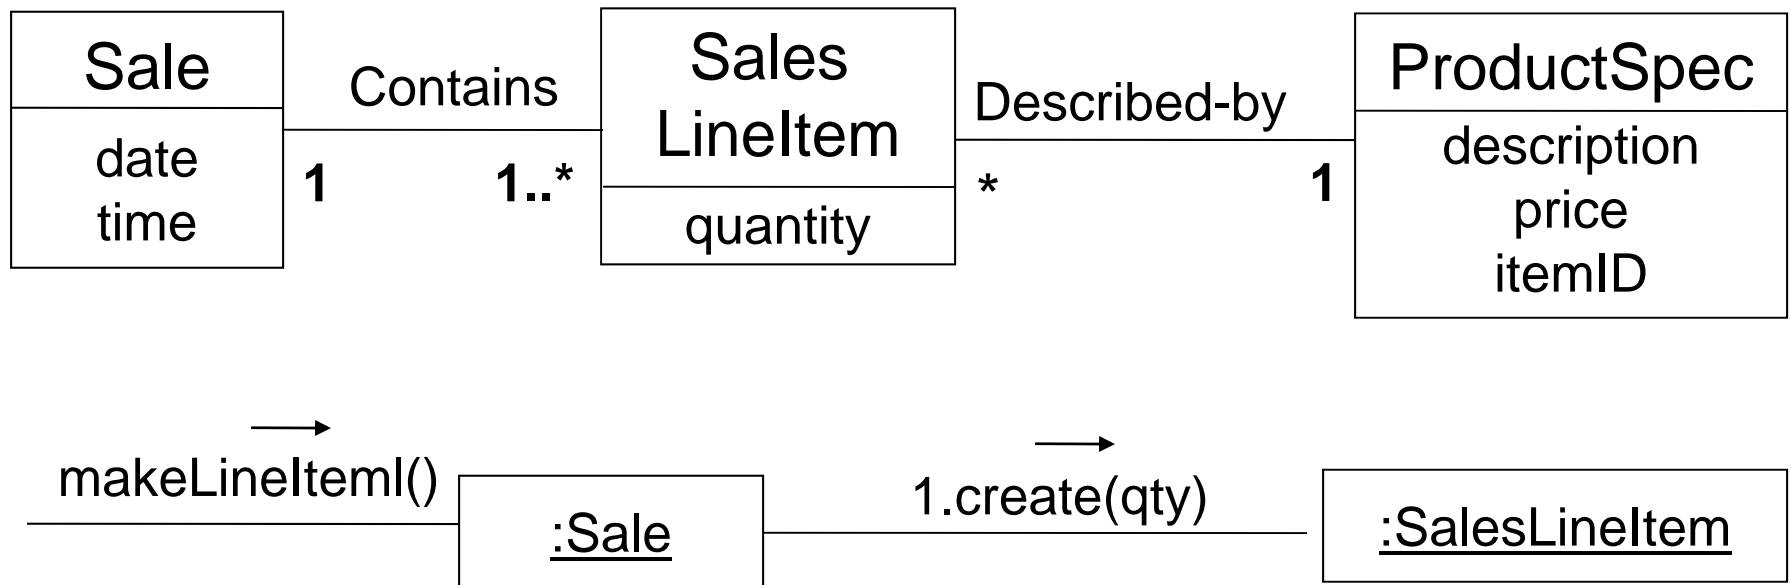 Sale
date
time
Contains
1
1..*
Sales
LineItem
quantity
Described-by
*
1
ProductSpec
description
price
itemID
makeLineIteml()
:Sale
1.create(qty)
:SalesLineItem